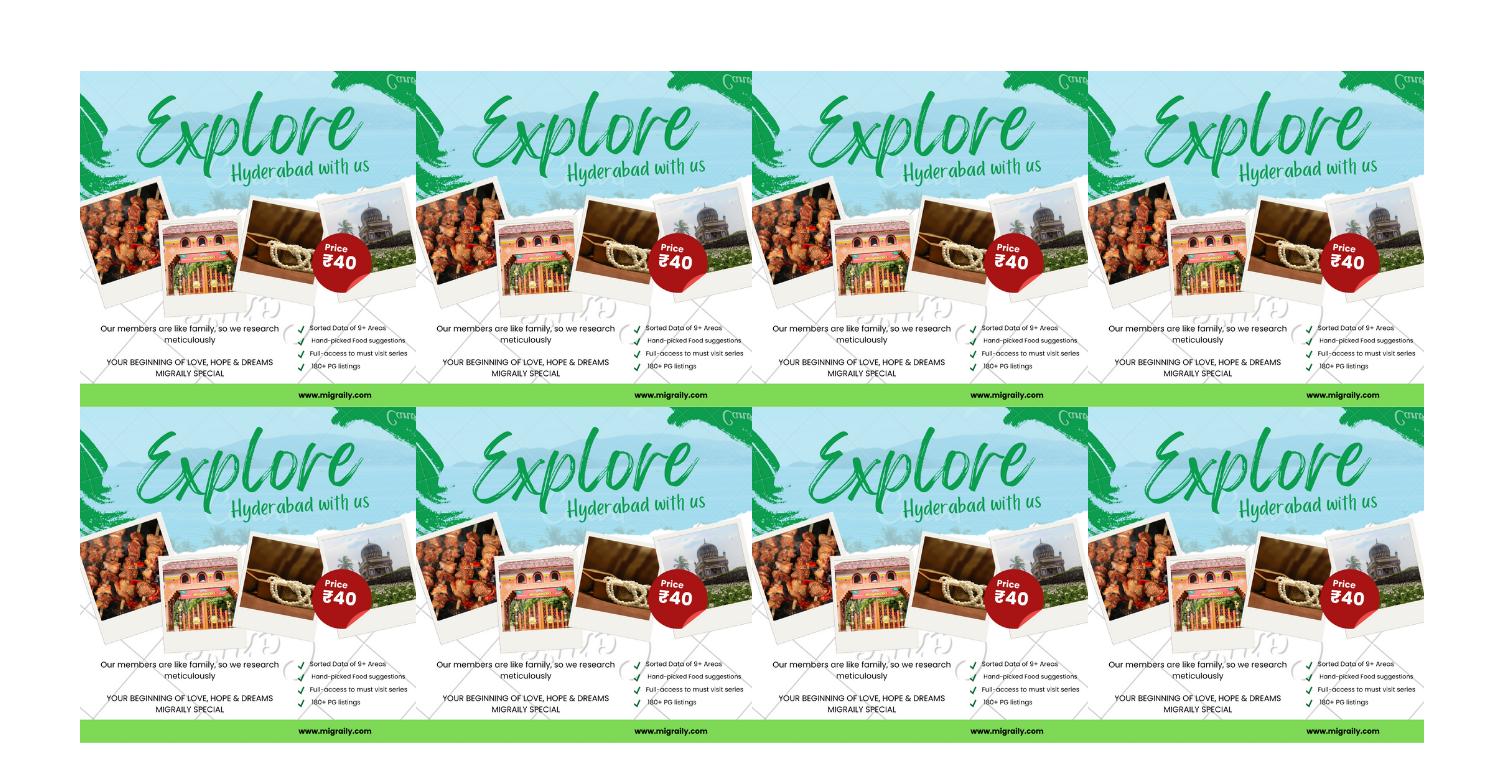 Explore
Hyderabad with us
Price
₹40
Our members are like family, so we research
meticulously
YOUR BEGINNING OF LOVE, HOPE & DREAMS
MIGRAILY SPECIAL
Sorted Data of 9+ Areas
Hand-picked Food suggestions
Full-access to must visit series
180+ PG listings
www.migraily.com
Explore
Hyderabad with us
Price
₹40
Our members are like family, so we research
meticulously
YOUR BEGINNING OF LOVE, HOPE & DREAMS
MIGRAILY SPECIAL
Sorted Data of 9+ Areas
Hand-picked Food suggestions
Full-access to must visit series
180+ PG listings
www.migraily.com
Explore
Hyderabad with us
Price
₹40
Our members are like family, so we research
meticulously
YOUR BEGINNING OF LOVE, HOPE & DREAMS
MIGRAILY SPECIAL
Sorted Data of 9+ Areas
Hand-picked Food suggestions
Full-access to must visit series
180+ PG listings
www.migraily.com
Explore
Hyderabad with us
Price
₹40
Our members are like family, so we research
meticulously
YOUR BEGINNING OF LOVE, HOPE & DREAMS
MIGRAILY SPECIAL
Sorted Data of 9+ Areas
Hand-picked Food suggestions
Full-access to must visit series
180+ PG listings
www.migraily.com
Explore
Hyderabad with us
Price
₹40
Our members are like family, so we research
meticulously
YOUR BEGINNING OF LOVE, HOPE & DREAMS
MIGRAILY SPECIAL
Sorted Data of 9+ Areas
Hand-picked Food suggestions
Full-access to must visit series
180+ PG listings
www.migraily.com
Explore
Hyderabad with us
Price
₹40
Our members are like family, so we research
meticulously
YOUR BEGINNING OF LOVE, HOPE & DREAMS
MIGRAILY SPECIAL
Sorted Data of 9+ Areas
Hand-picked Food suggestions
Full-access to must visit series
180+ PG listings
www.migraily.com
Explore
Hyderabad with us
Price
₹40
Our members are like family, so we research
meticulously
YOUR BEGINNING OF LOVE, HOPE & DREAMS
MIGRAILY SPECIAL
Sorted Data of 9+ Areas
Hand-picked Food suggestions
Full-access to must visit series
180+ PG listings
www.migraily.com
Explore
Hyderabad with us
Price
₹40
Our members are like family, so we research
meticulously
YOUR BEGINNING OF LOVE, HOPE & DREAMS
MIGRAILY SPECIAL
Sorted Data of 9+ Areas
Hand-picked Food suggestions
Full-access to must visit series
180+ PG listings
www.migraily.com